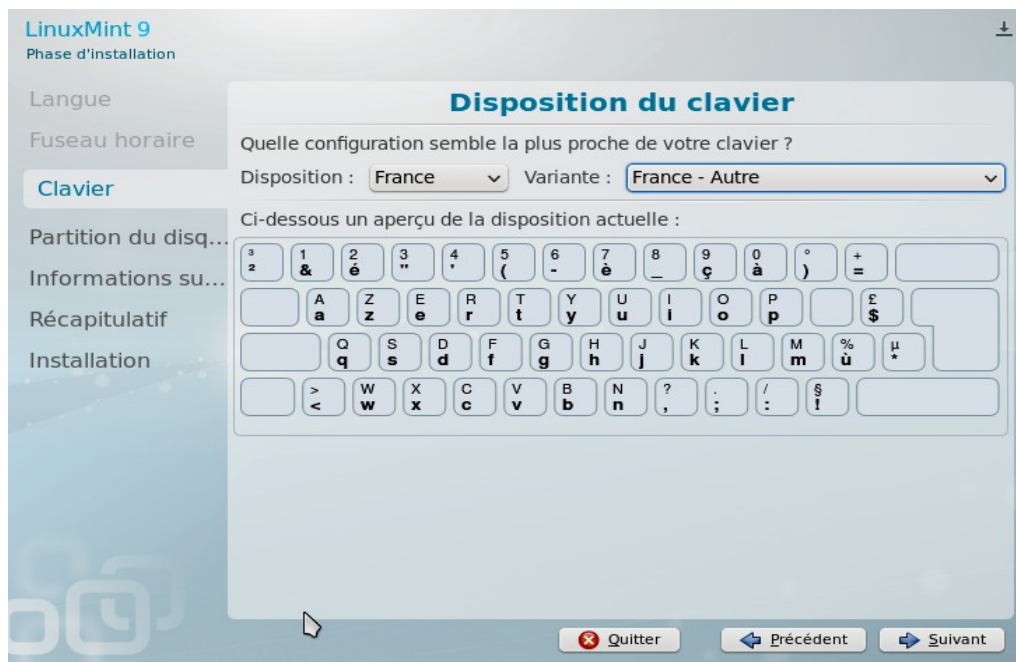 LinuxMint 9
Phase d'installation
Langue
Fuseau horaire
Clavier
Partition du disq...
Informations su...
Récapitulatif
Installation
Disposition du clavier
Quelle configuration semble la plus proche de votre clavier ?
Disposition : France Variante : France - Autre
Ci-dessous un aperçu de la disposition actuelle :
³ 1 2 3 4 5 6 7 8 9 0 ° +
² & é " ' ( - è _ ç à ) =
A Z E R T Y U I O P £
a z e r t y u i o p $
Q S D F G H J K L M % µ
q s d f g h j k l m ù *
> W X C V B N ? . / §
< w x c v b n , ; : !
Quitter Précédent Suivant